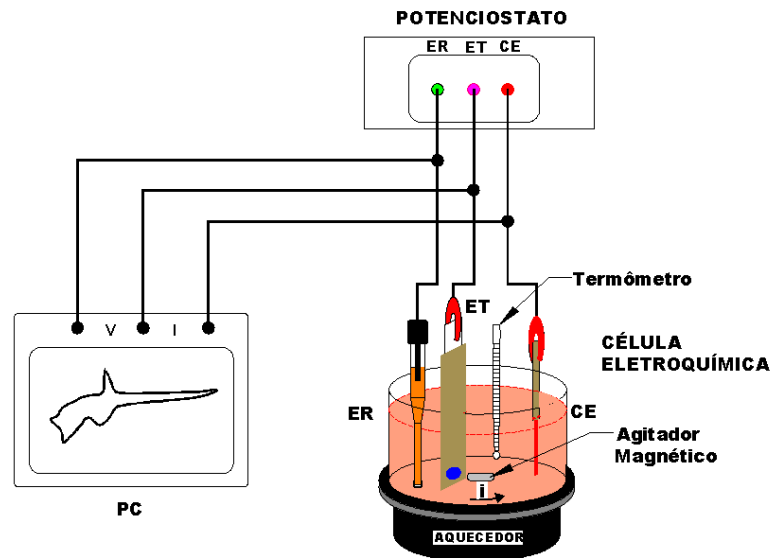 POTENCIOSTATO
ER ET CE
V I
PC
ET
Termômetro
CÉLULA
ELETROQUÍMICA
ER
CE
Agitador
Magnético
i
AQUECEDOR